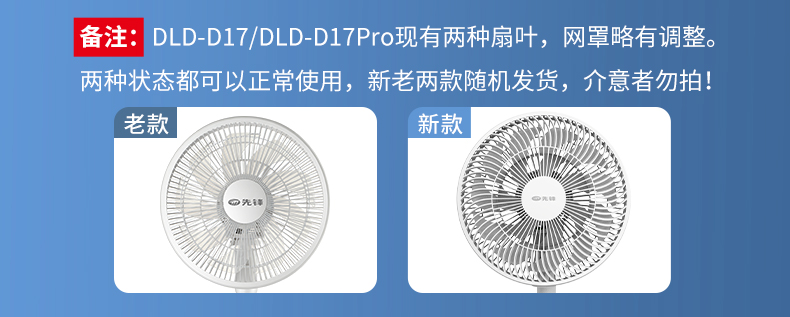 备注：DLD-D17/DLD-D17Pro现有两种扇叶，网罩略有调整。
两种状态都可以正常使用，新老两款随机发货，介意者勿拍！
老款
新款
先锋
先锋